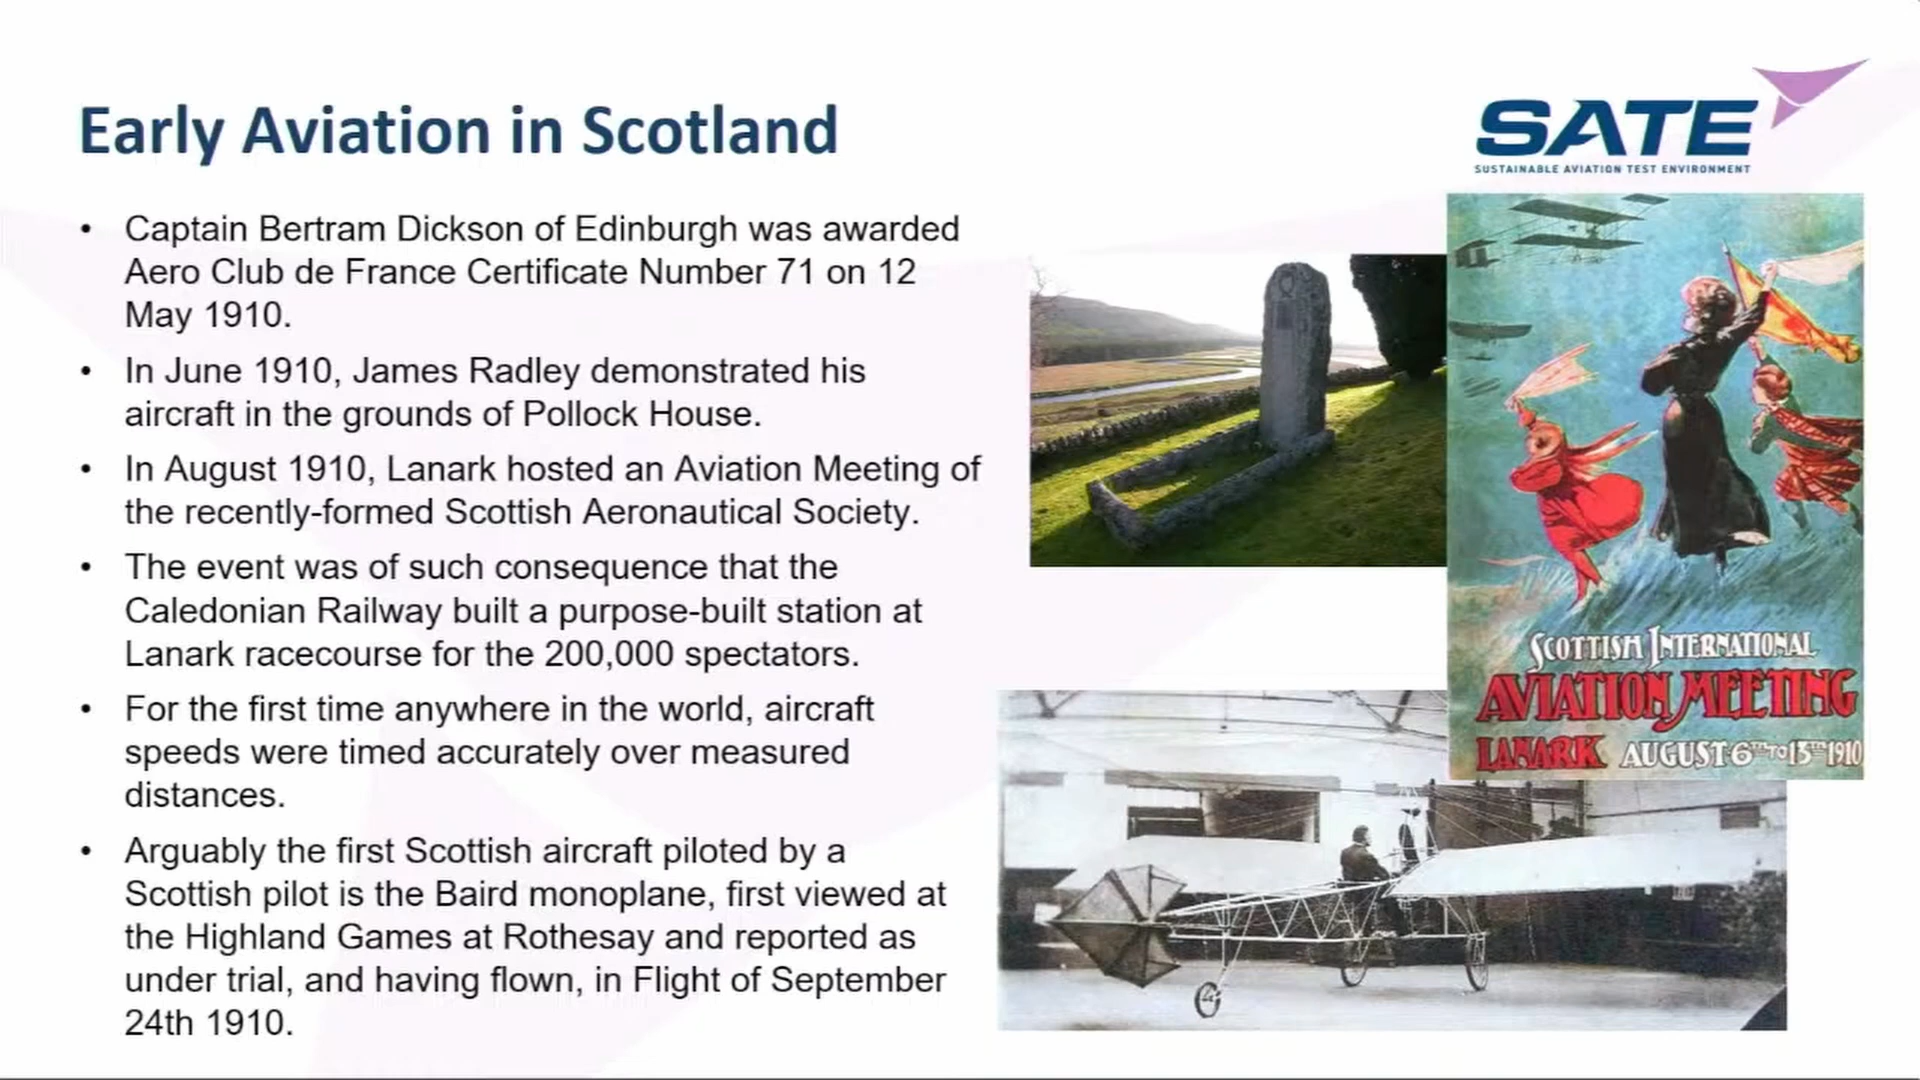 Early Aviation in Scotland
SATE
SUSTAINABLE AVIATION TEST ENVIRONMENT
• Captain Bertram Dickson of Edinburgh was awarded
Aero Club de France Certificate Number 71 on 12
May 1910.
• In June 1910, James Radley demonstrated his
aircraft in the grounds of Pollock House.
• In August 1910, Lanark hosted an Aviation Meeting of
the recently-formed Scottish Aeronautical Society.
• The event was of such consequence that the
Caledonian Railway built a purpose-built station at
Lanark racecourse for the 200,000 spectators.
• For the first time anywhere in the world, aircraft
speeds were timed accurately over measured
distances.
• Arguably the first Scottish aircraft piloted by a
Scottish pilot is the Baird monoplane, first viewed at
the Highland Games at Rothesay and reported as
under trial, and having flown, in Flight of September
24th 1910.
SCOTTISH INTERNATIONAL
AVIATION MEETING
LANARK AUGUST 6TH TO 13TH 1910